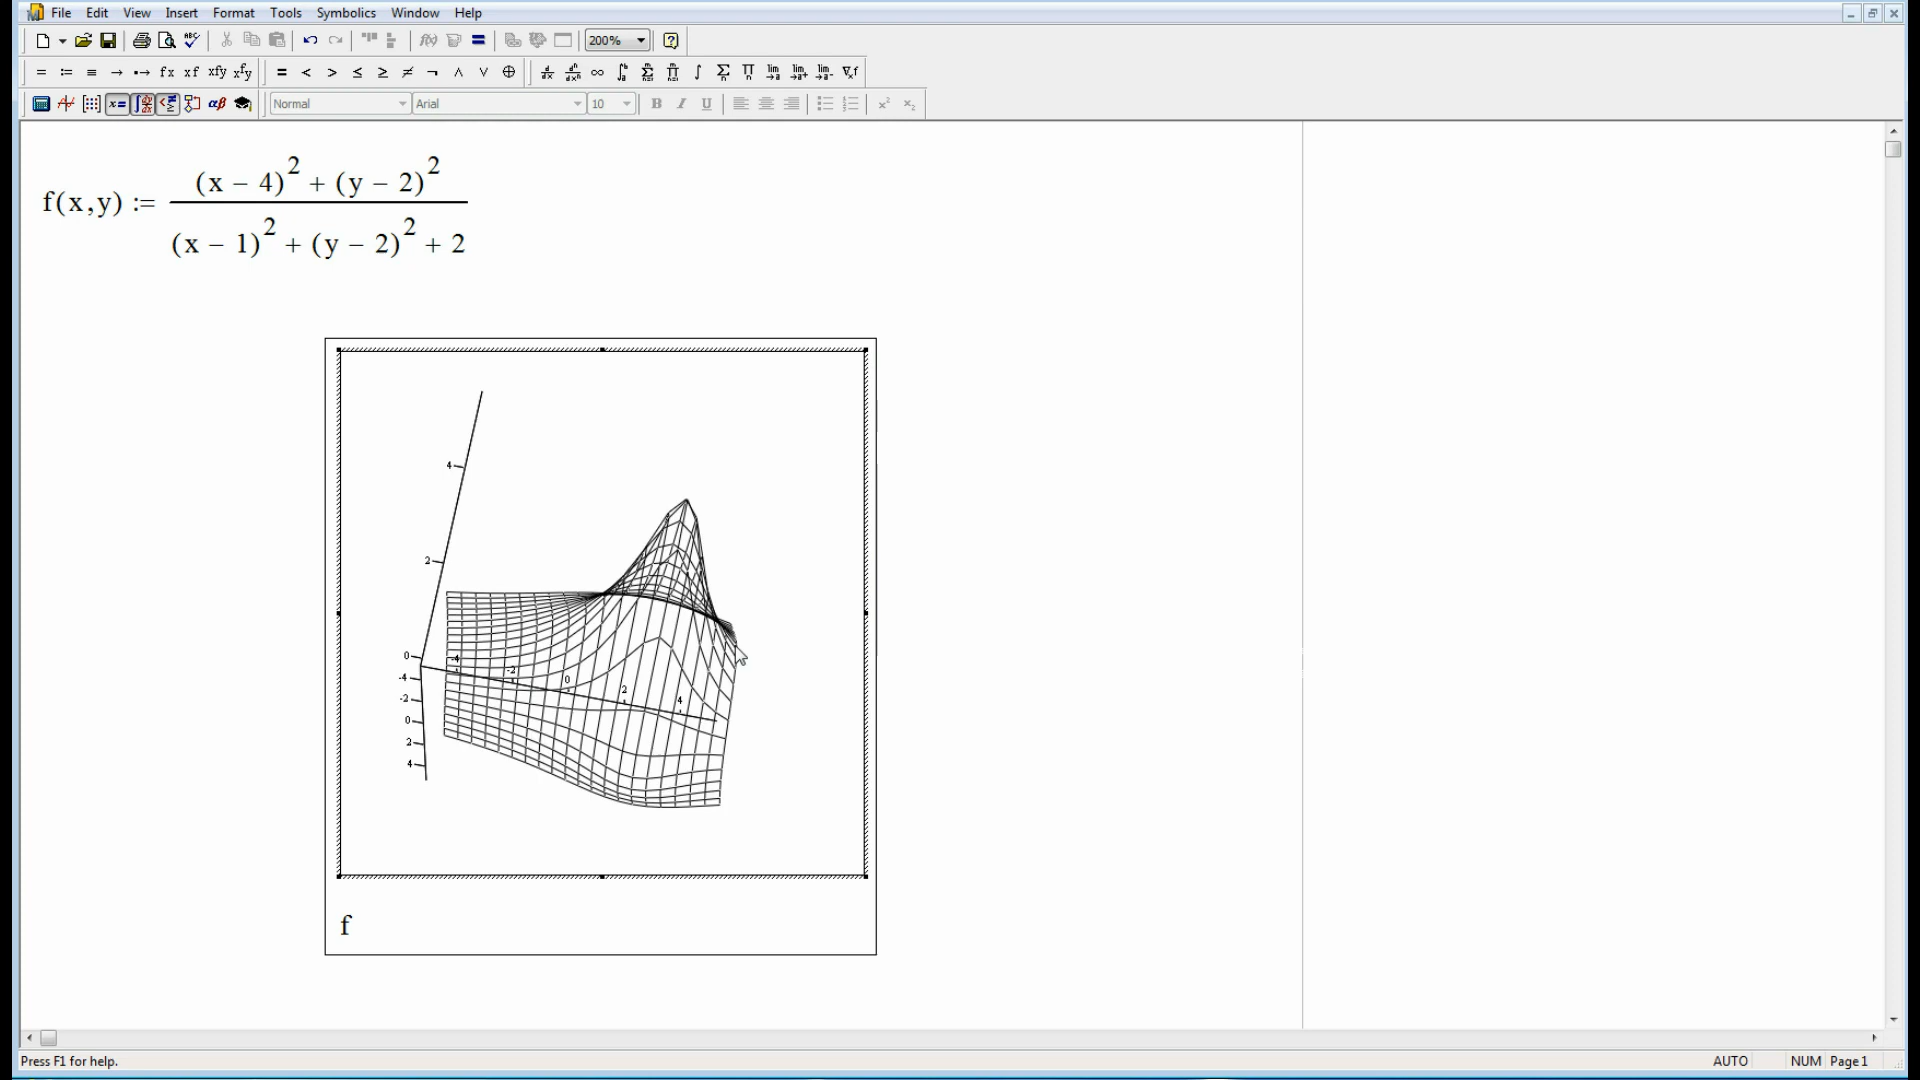 File Edit View Insert Format Tools Symbolics Window Help
200%
Normal Arial 10 B I U
f(x,y) := ((x − 4)² + (y − 2)²) / ((x − 1)² + (y − 2)² + 2)
4
2
0
-4
-2
0
2
4
-4
-2
0
2
4
f
Press F1 for help. AUTO NUM Page 1